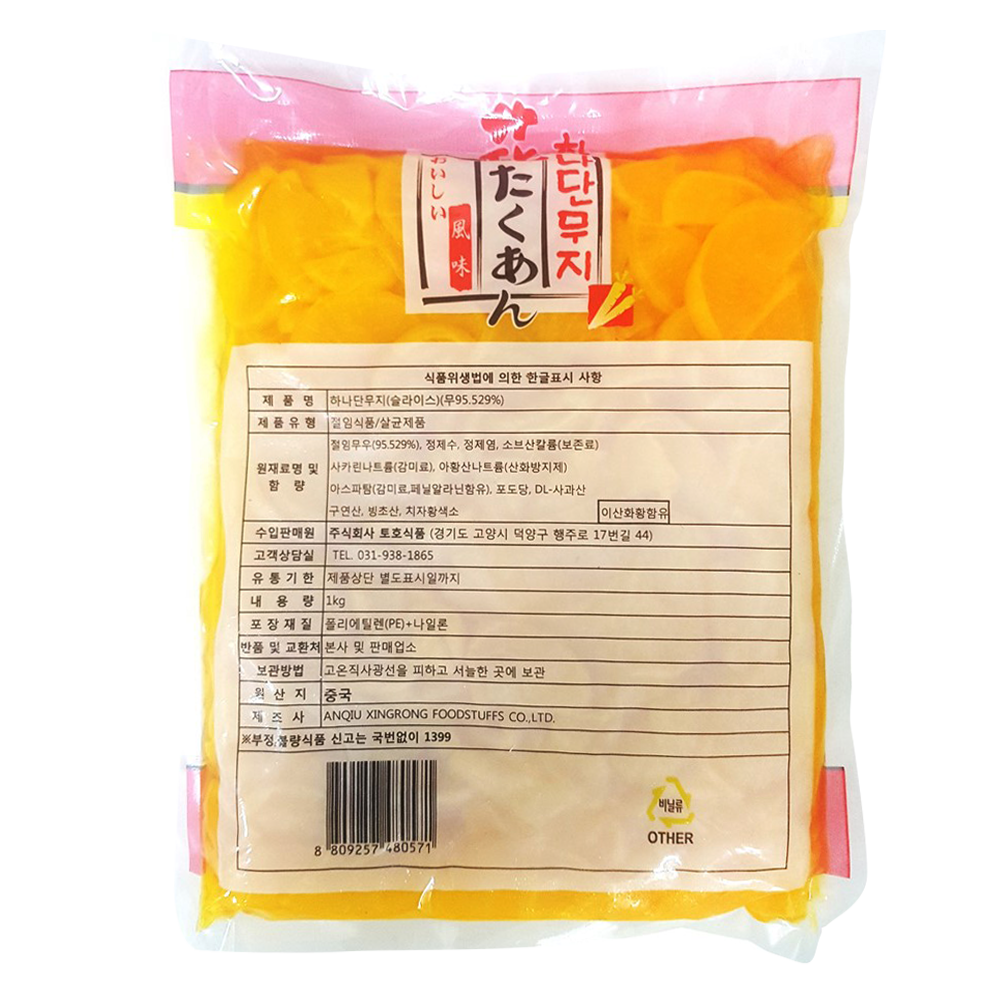 하나단무지
たくあん
おいしい
風味
식품위생법에 의한 한글표시 사항
제 품 명 하나단무지(슬라이스)(무95.529%)
제품유형 절임식품/살균제품
원재료명 및 함 량
절임무우(95.529%), 정제수, 정제염, 소브산칼륨(보존료)
사카린나트륨(감미료), 아황산나트륨(산화방지제)
아스파탐(감미료,페닐알라닌함유), 포도당, DL-사과산
구연산, 빙초산, 치자황색소 이산화황함유
수입판매원 주식회사 토호식품 (경기도 고양시 덕양구 행주로 17번길 44)
고객상담실 TEL. 031-938-1865
유통기한 제품상단 별도표시일까지
내 용 량 1kg
포장재질 폴리에틸렌(PE)+나일론
반품 및 교환처 본사 및 판매업소
보관방법 고온직사광선을 피하고 서늘한 곳에 보관
원 산 지 중국
제 조 사 ANQIU XINGRONG FOODSTUFFS CO.,LTD.
※부정,불량식품 신고는 국번없이 1399
8 809257 480571
비닐류
OTHER